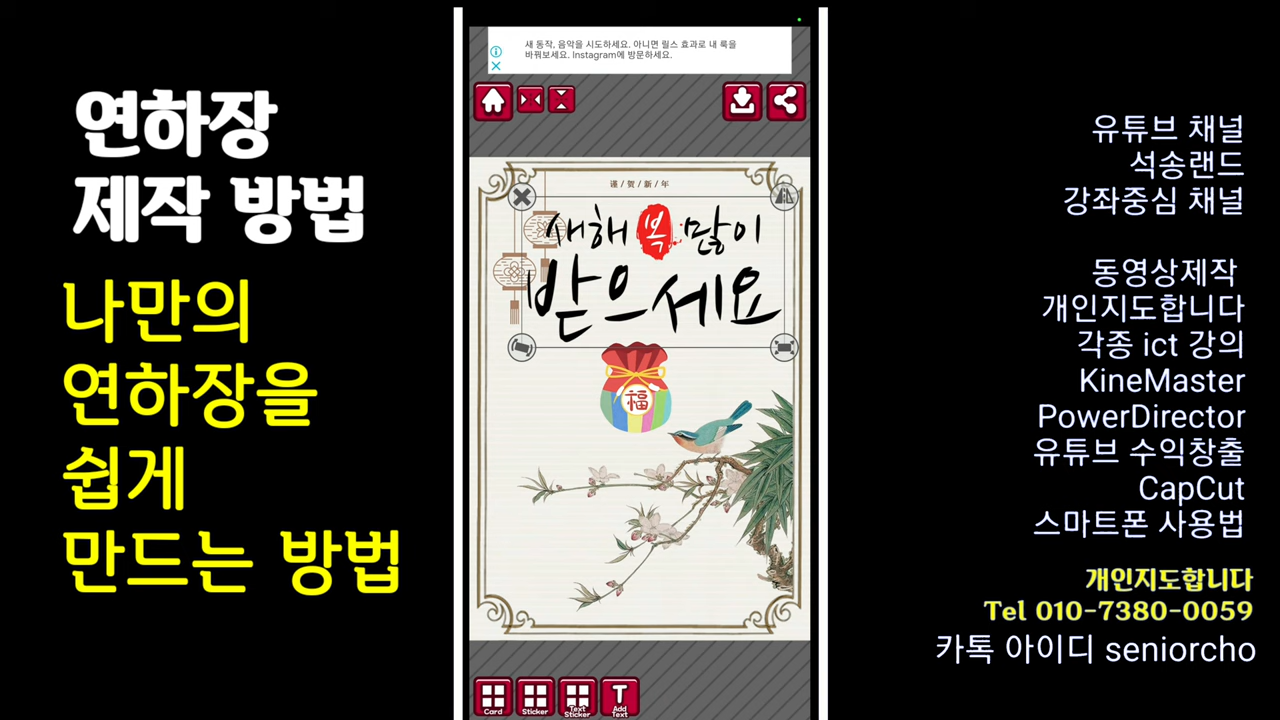 연하장
제작 방법
나만의
연하장을
쉽게
만드는 방법
새 동작, 음악을 시도하세요. 아니면 릴스 효과로 내 룩을
바꿔보세요. Instagram에 방문하세요.
谨/贺/新/年
새해 복 많이
받으세요
福
Card
Sticker
Text
Sticker
T
Add
Text
유튜브 채널
석송랜드
강좌중심 채널
동영상제작
개인지도합니다
각종 ict 강의
KineMaster
PowerDirector
유튜브 수익창출
CapCut
스마트폰 사용법
개인지도합니다
Tel 010-7380-0059
카톡 아이디 seniorcho